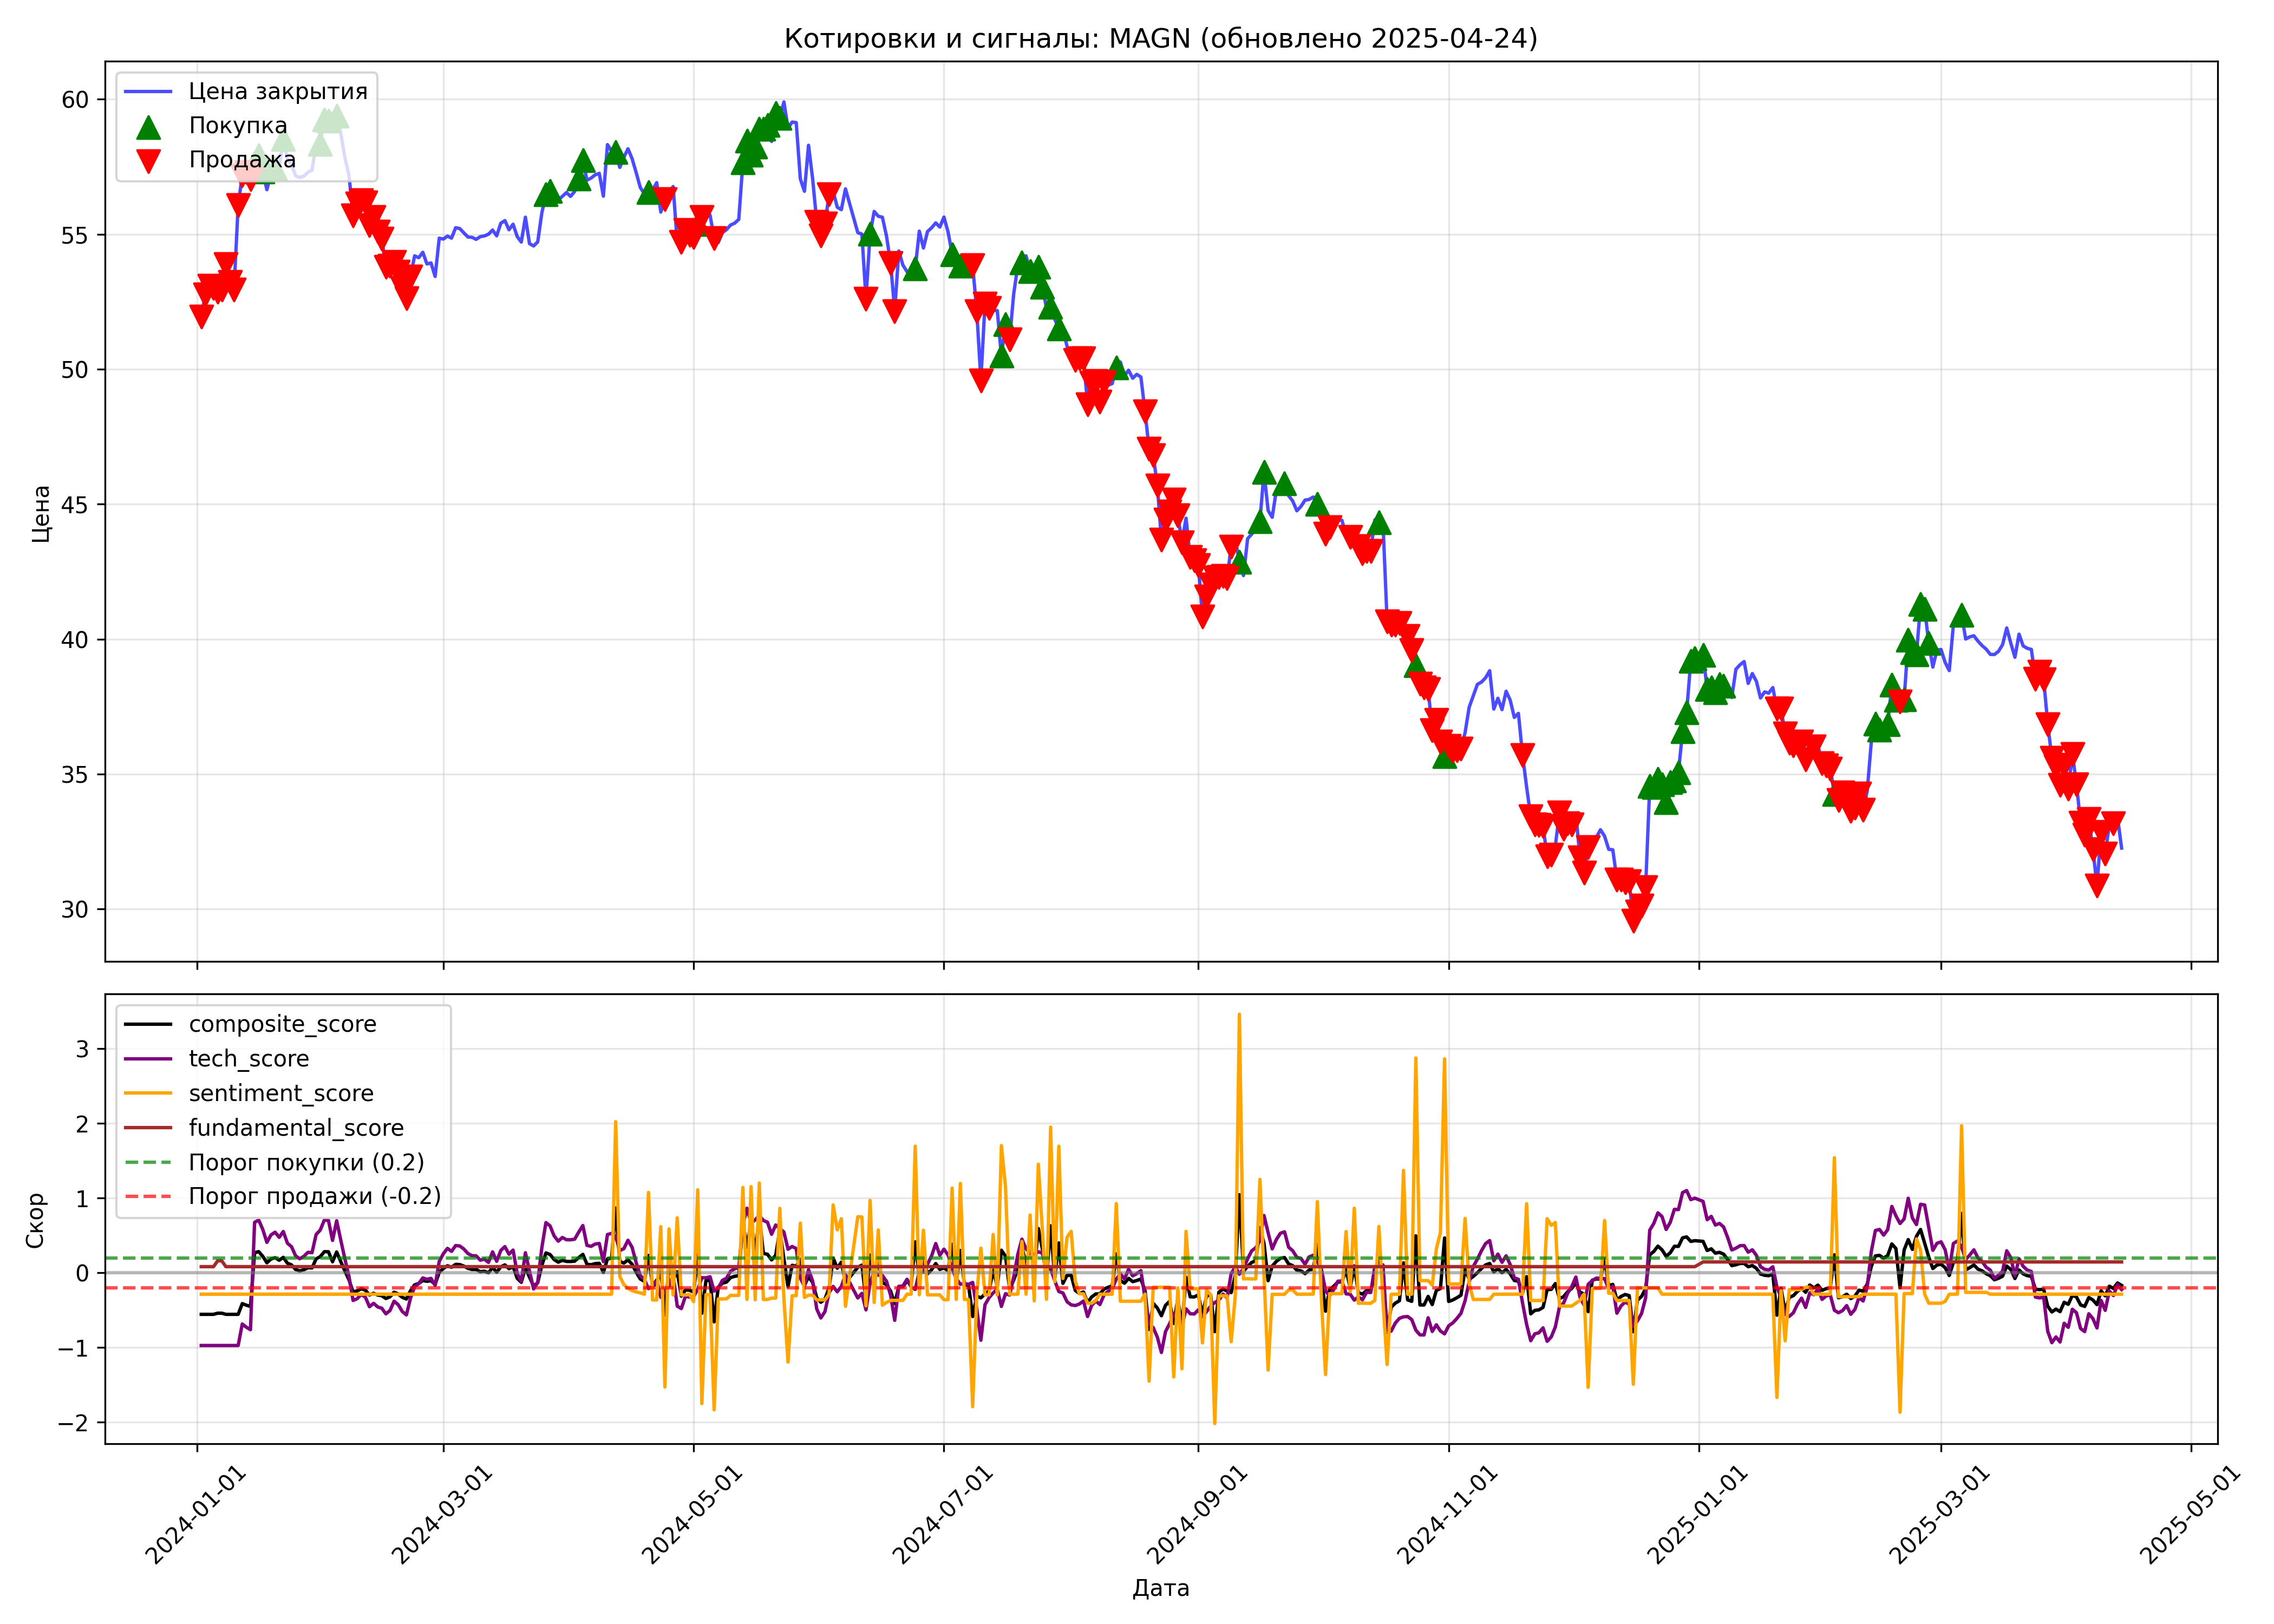 Котировки и сигналы: MAGN (обновлено 2025-04-24)
Цена закрытия
Покупка
Продажа
60
55
50
45
40
35
30
Цена
composite_score
tech_score
sentiment_score
fundamental_score
Порог покупки (0.2)
Порог продажи (-0.2)
3
2
1
0
−1
−2
Скор
2024-01-01
2024-03-01
2024-05-01
2024-07-01
2024-09-01
2024-11-01
2025-01-01
2025-03-01
2025-05-01
Дата